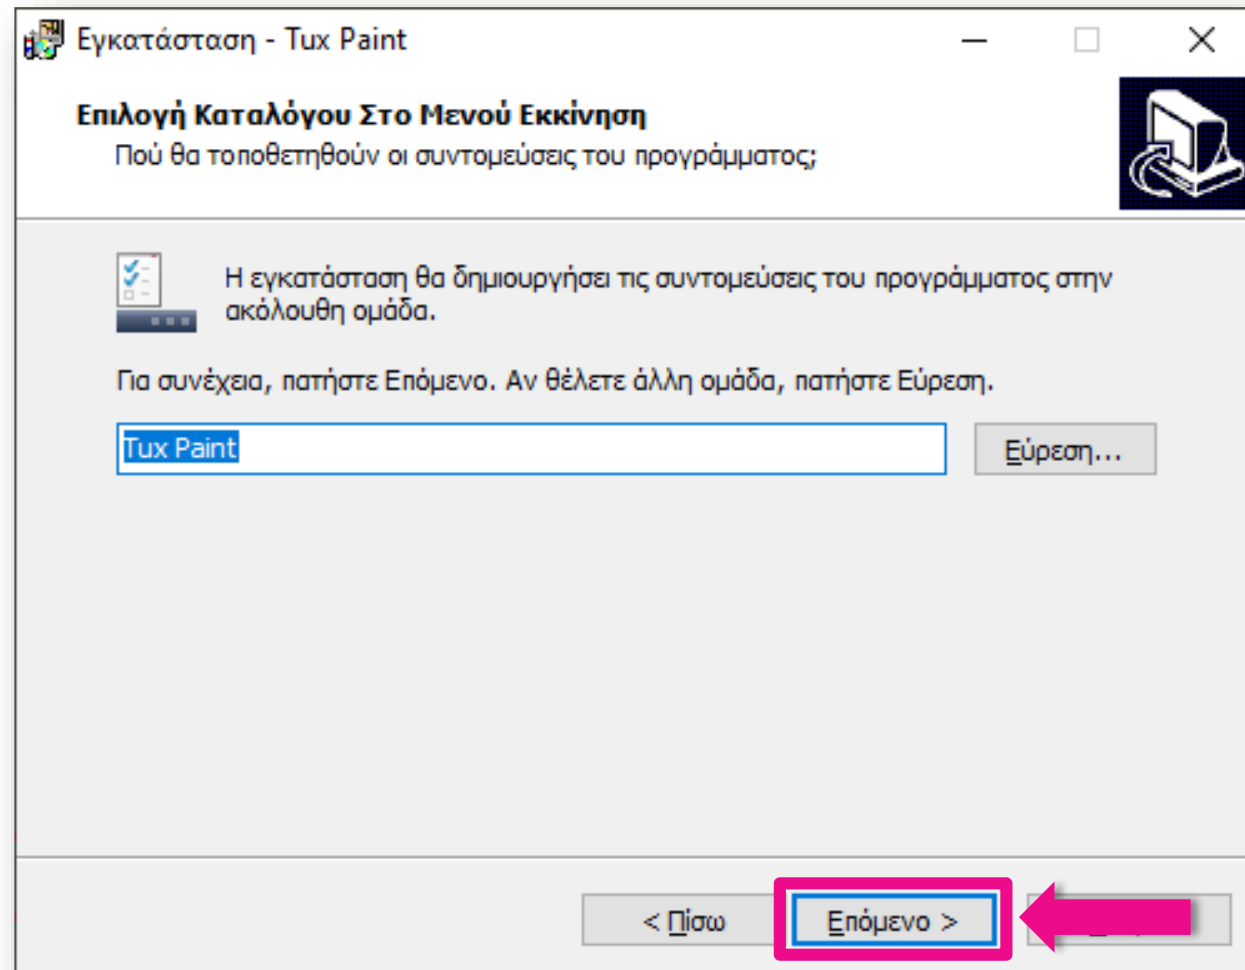 Εγκατάσταση - Tux Paint
Επιλογή Καταλόγου Στο Μενού Εκκίνηση
Πού θα τοποθετηθούν οι συντομεύσεις του προγράμματος;
Η εγκατάσταση θα δημιουργήσει τις συντομεύσεις του προγράμματος στην
ακόλουθη ομάδα.
Για συνέχεια, πατήστε Επόμενο. Αν θέλετε άλλη ομάδα, πατήστε Εύρεση.
Tux Paint
Εύρεση...
< Πίσω
Επόμενο >